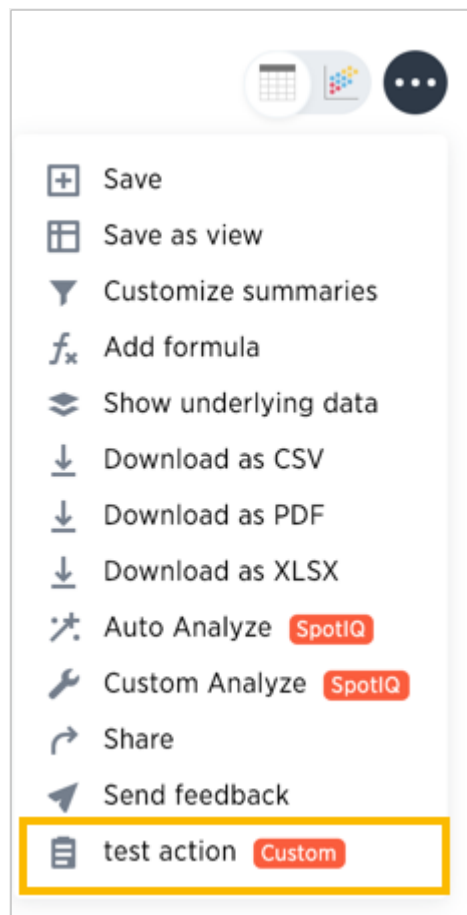 Save
Save as view
Customize summaries
fx Add formula
Show underlying data
Download as CSV
Download as PDF
Download as XLSX
Auto Analyze SpotIQ
Custom Analyze SpotIQ
Share
Send feedback
test action Custom